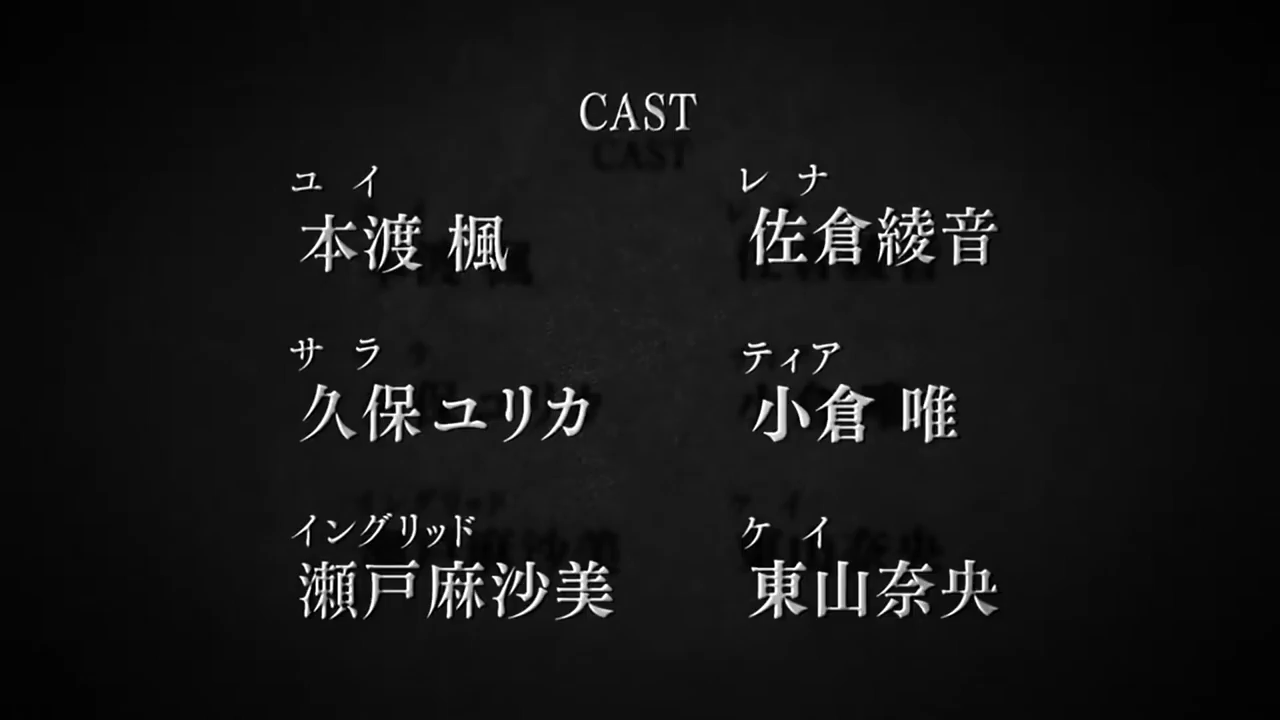 CAST
ユイ
本渡 楓
レナ
佐倉綾音
サラ
久保ユリカ
ティア
小倉 唯
イングリッド
瀬戸麻沙美
ケイ
東山奈央